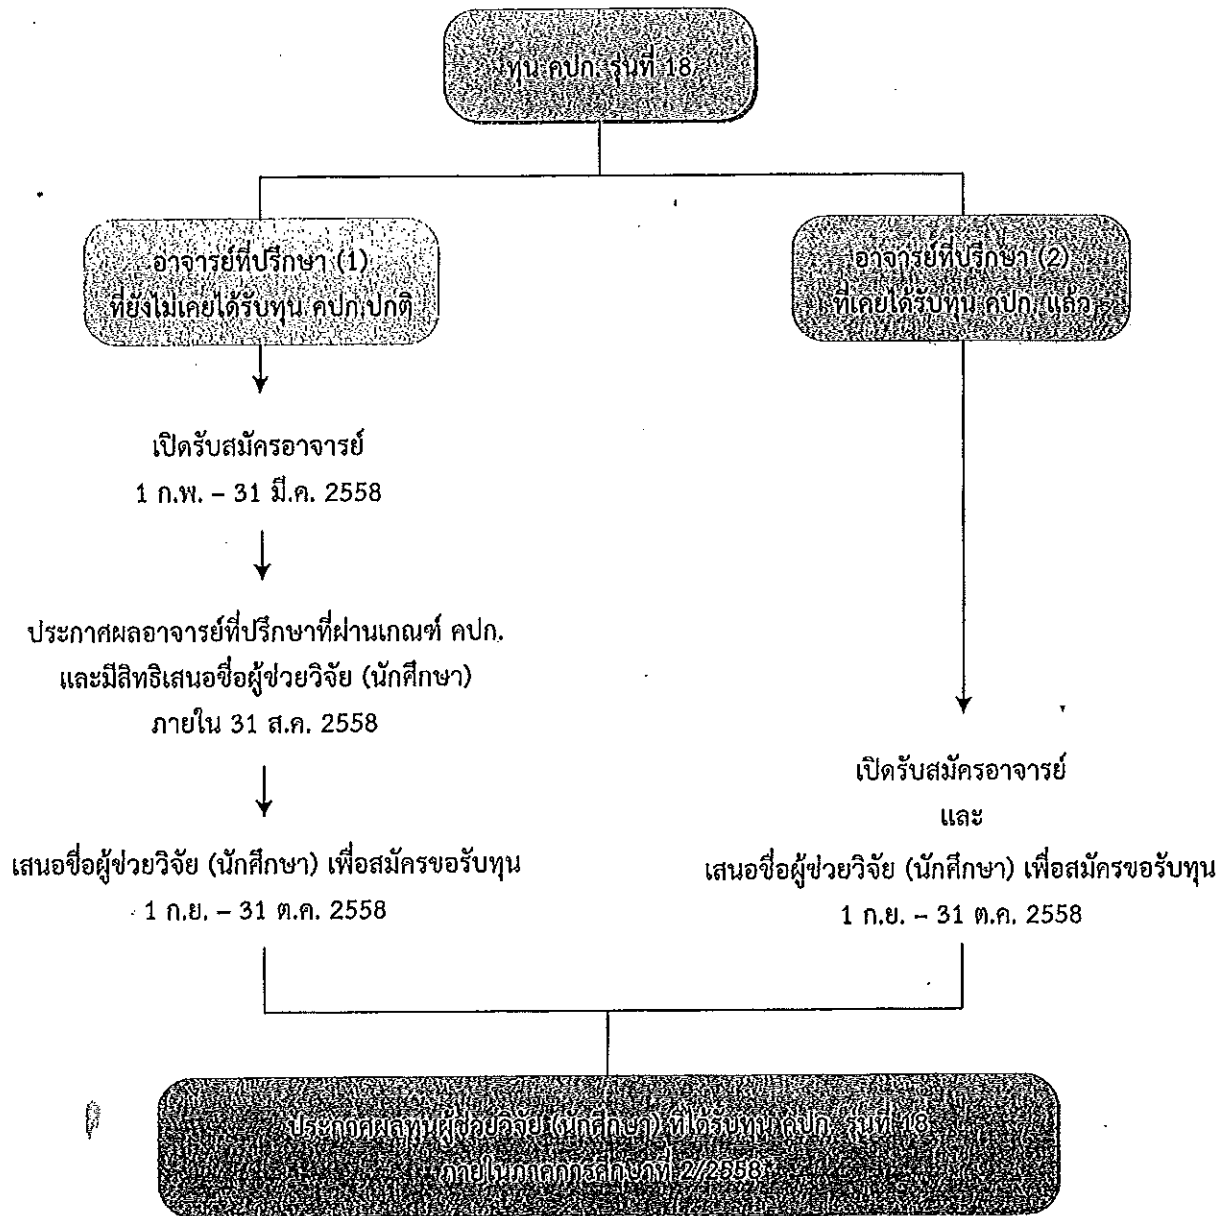 ทุน คปก. รุ่นที่ 18
อาจารย์ที่ปรึกษา (1)
ที่ยังไม่เคยได้รับทุน คปก.ปกติ
อาจารย์ที่ปรึกษา (2)
ที่เคยได้รับทุน คปก. แล้ว
เปิดรับสมัครอาจารย์
1 ก.พ. – 31 มี.ค. 2558
ประกาศผลอาจารย์ที่ปรึกษาที่ผ่านเกณฑ์ คปก.
และมีสิทธิเสนอชื่อผู้ช่วยวิจัย (นักศึกษา)
ภายใน 31 ส.ค. 2558
เสนอชื่อผู้ช่วยวิจัย (นักศึกษา) เพื่อสมัครขอรับทุน
1 ก.ย. – 31 ต.ค. 2558
เปิดรับสมัครอาจารย์
และ
เสนอชื่อผู้ช่วยวิจัย (นักศึกษา) เพื่อสมัครขอรับทุน
1 ก.ย. – 31 ต.ค. 2558
ประกาศผลทุนผู้ช่วยวิจัย (นักศึกษา) ที่ได้รับทุน คปก. รุ่นที่ 18
ภายในภาคการศึกษาที่ 2/2558